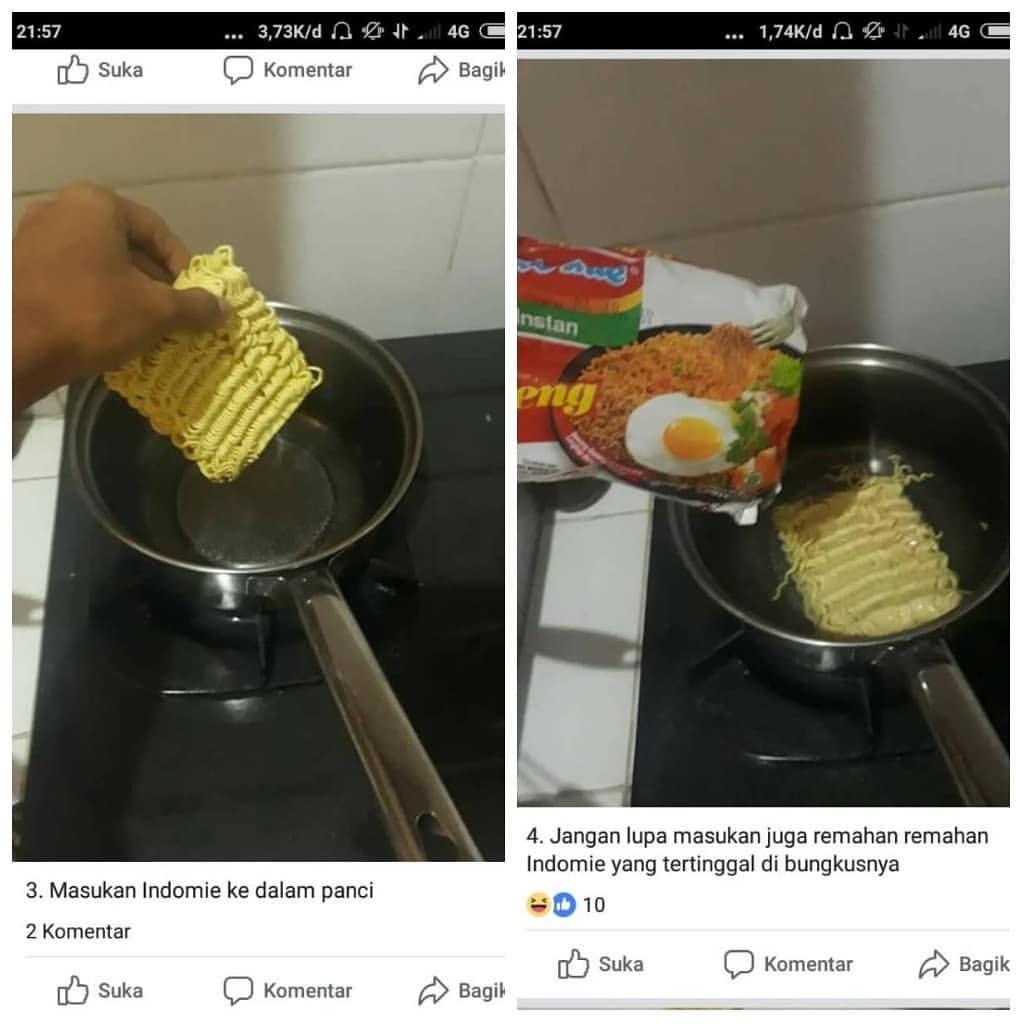 21:57
... 3,73K/d 4G
Suka Komentar Bagik
3. Masukan Indomie ke dalam panci
2 Komentar
Suka Komentar Bagik
21:57
... 1,74K/d 4G
Instan
eng
4. Jangan lupa masukan juga remahan remahan
Indomie yang tertinggal di bungkusnya
10
Suka Komentar Bagik